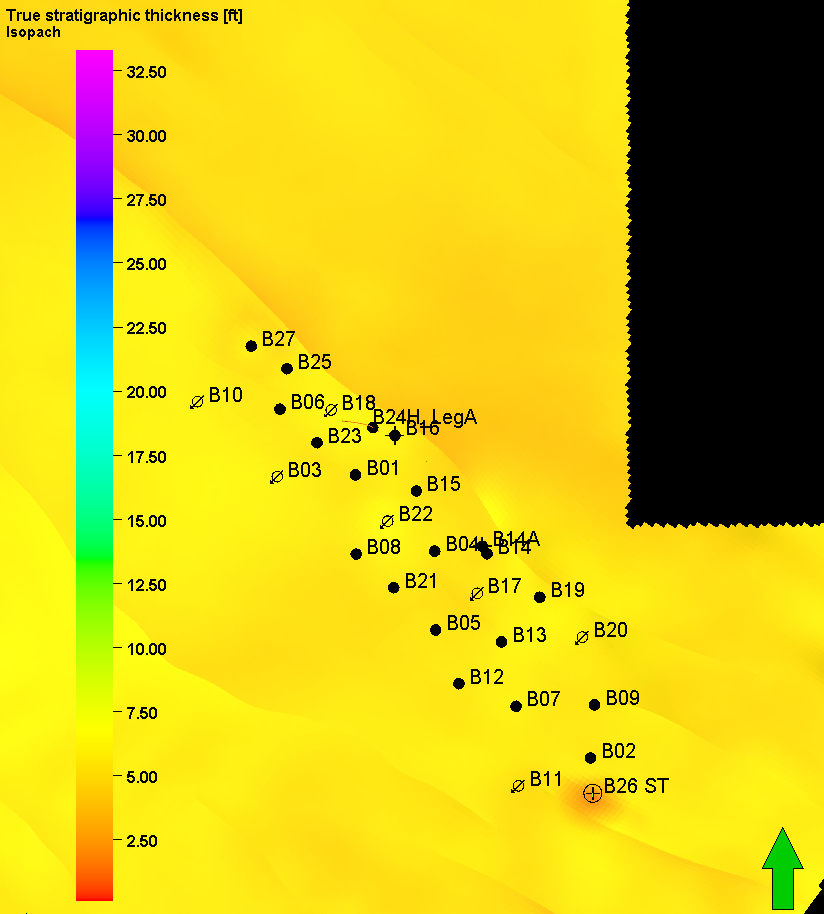 True stratigraphic thickness [ft]
Isopach
32.50
30.00
27.50
25.00
22.50
20.00
17.50
15.00
12.50
10.00
7.50
5.00
2.50
B27
B25
B10
B06
B18
B24H_LegA
B16
B23
B03
B01
B15
B22
B14A
B04
B14
B08
B21
B17
B19
B05
B13
B20
B12
B07
B09
B02
B11
B26 ST